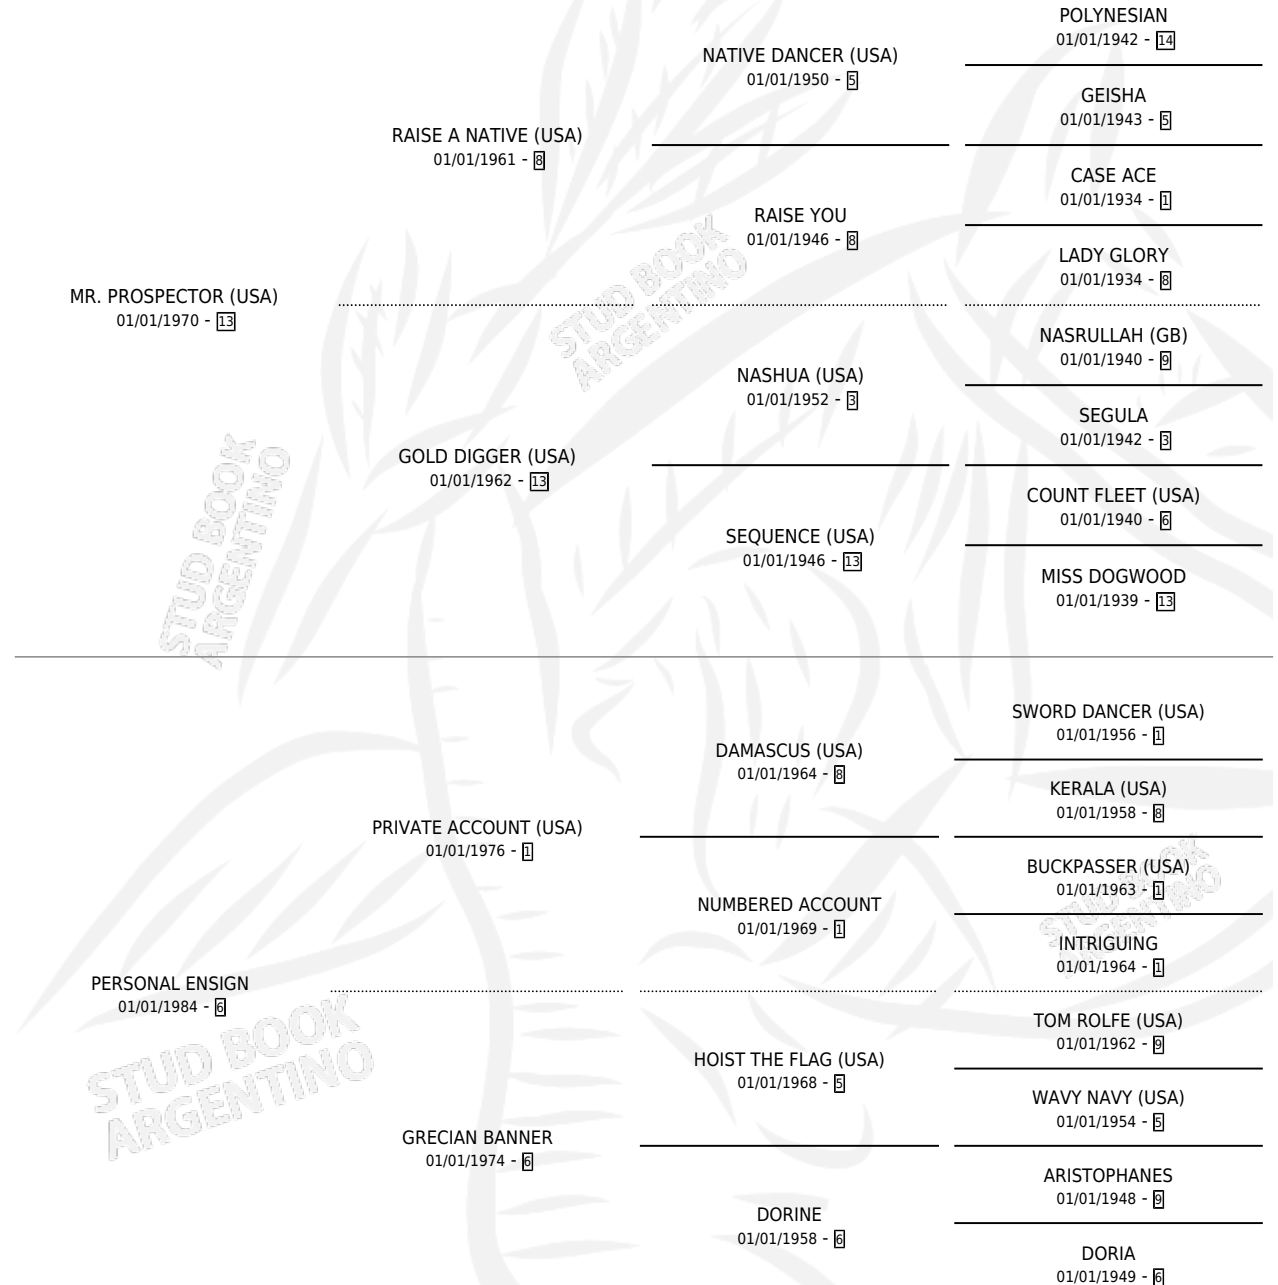 POLYNESIAN
01/01/1942 - 14
NATIVE DANCER (USA)
01/01/1950 - 5
GEISHA
01/01/1943 - 5
RAISE A NATIVE (USA)
01/01/1961 - 8
CASE ACE
01/01/1934 - 1
RAISE YOU
01/01/1946 - 8
LADY GLORY
01/01/1934 - 8
MR. PROSPECTOR (USA)
01/01/1970 - 13
NASRULLAH (GB)
01/01/1940 - 9
NASHUA (USA)
01/01/1952 - 3
SEGULA
01/01/1942 - 3
GOLD DIGGER (USA)
01/01/1962 - 13
COUNT FLEET (USA)
01/01/1940 - 6
SEQUENCE (USA)
01/01/1946 - 13
MISS DOGWOOD
01/01/1939 - 13
STUD BOOK
ARGENTINO
STUD BOOK
ARGENTINO
SWORD DANCER (USA)
01/01/1956 - 1
DAMASCUS (USA)
01/01/1964 - 8
KERALA (USA)
01/01/1958 - 8
PRIVATE ACCOUNT (USA)
01/01/1976 - 1
BUCKPASSER (USA)
01/01/1963 - 1
NUMBERED ACCOUNT
01/01/1969 - 1
INTRIGUING
01/01/1964 - 1
STUD BOOK
ARGENTINO
PERSONAL ENSIGN
01/01/1984 - 6
TOM ROLFE (USA)
01/01/1962 - 9
HOIST THE FLAG (USA)
01/01/1968 - 5
WAVY NAVY (USA)
01/01/1954 - 5
STUD BOOK
ARGENTINO
GRECIAN BANNER
01/01/1974 - 6
ARISTOPHANES
01/01/1948 - 9
DORINE
01/01/1958 - 6
DORIA
01/01/1949 - 6